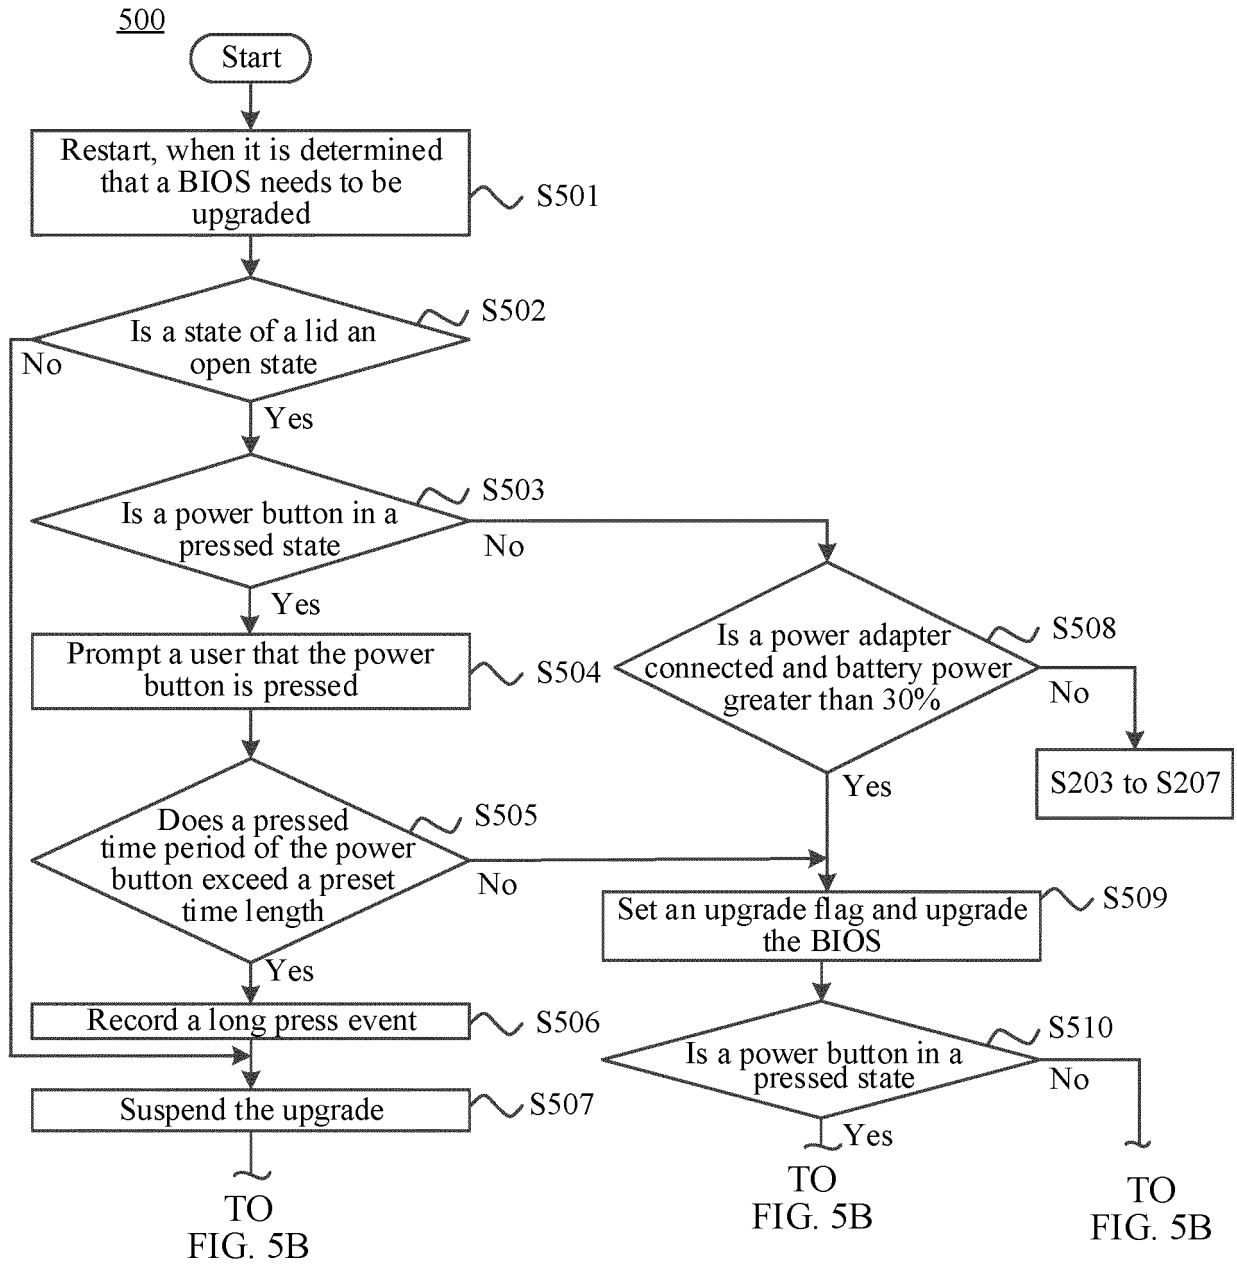 500
Start
Restart, when it is determined
that a BIOS needs to be
upgraded
S501
Is a state of a lid an
open state
S502
No
Yes
Is a power button in a
pressed state
S503
No
Yes
Prompt a user that the power
button is pressed
S504
Is a power adapter
connected and battery power
greater than 30%
S508
No
Yes
S203 to S207
Does a pressed
time period of the power
button exceed a preset
time length
S505
No
Yes
Set an upgrade flag and upgrade
the BIOS
S509
Record a long press event
S506
Is a power button in a
pressed state
S510
No
Yes
Suspend the upgrade
S507
TO
FIG. 5B
TO
FIG. 5B
TO
FIG. 5B